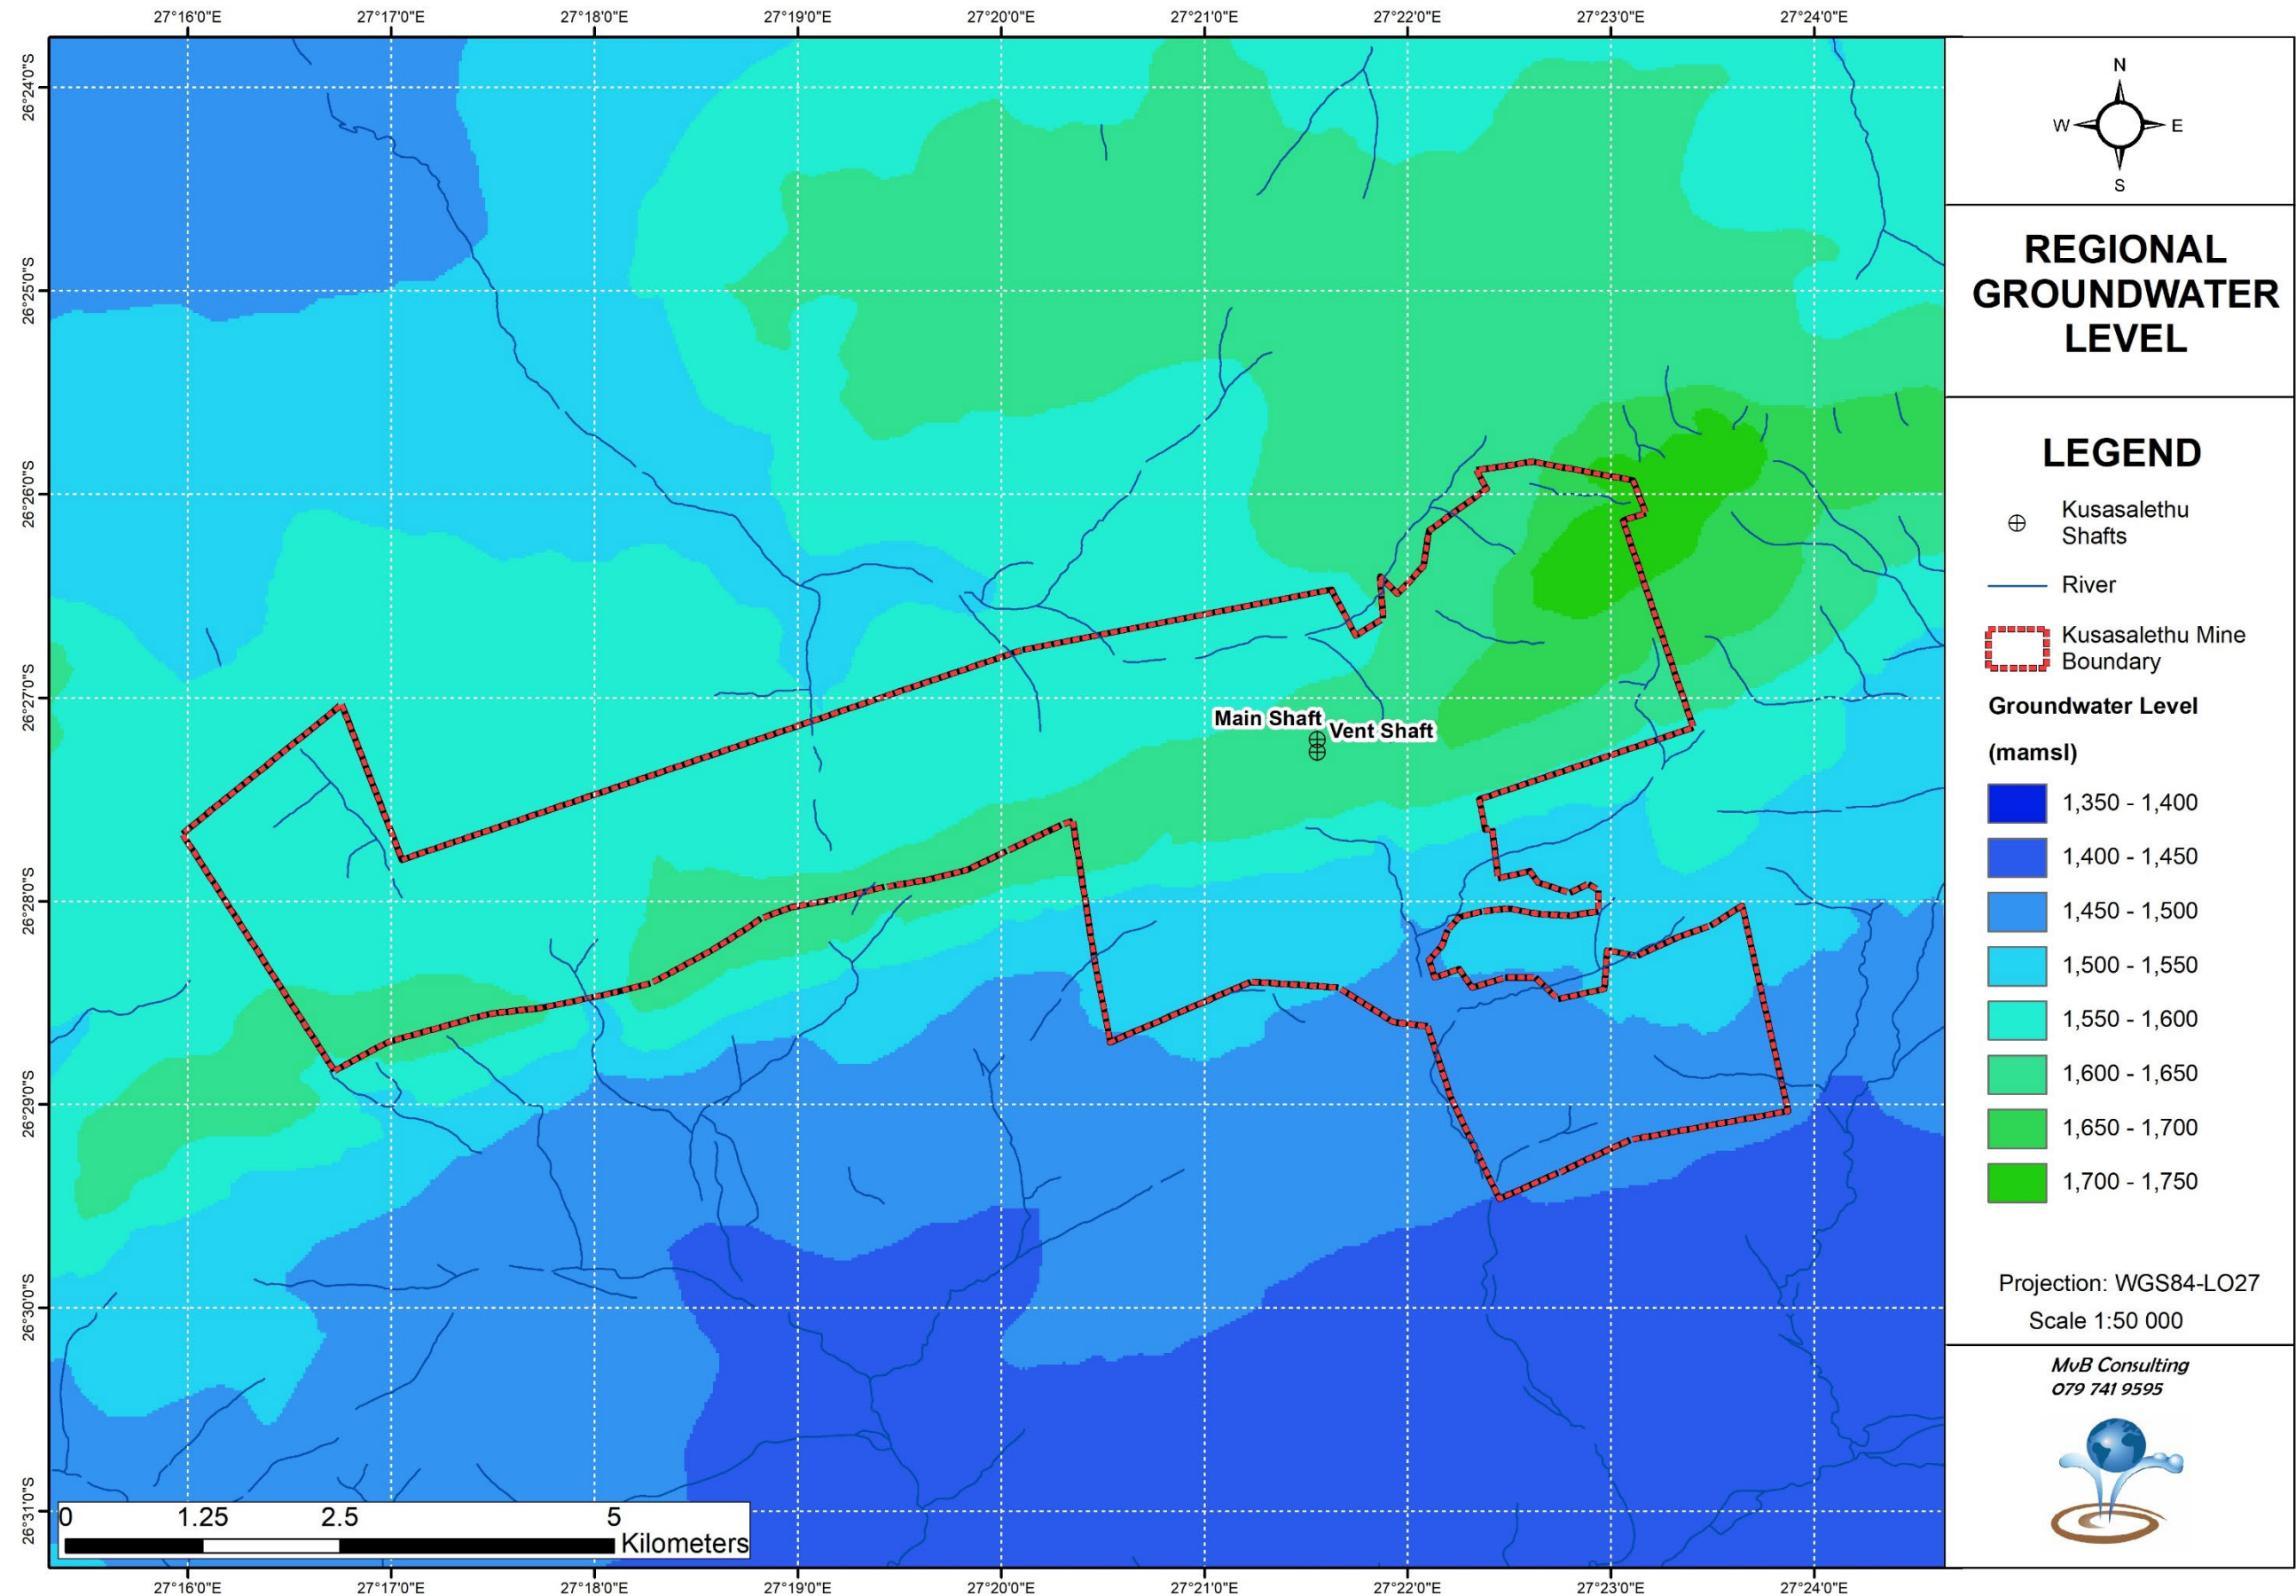 27°16'0"E
27°17'0"E
27°18'0"E
27°19'0"E
27°20'0"E
27°21'0"E
27°22'0"E
27°23'0"E
27°24'0"E
26°24'0"S
26°25'0"S
26°26'0"S
26°27'0"S
26°28'0"S
26°29'0"S
26°30'0"S
26°31'0"S
Main Shaft
Vent Shaft
0 1.25 2.5 5
Kilometers
27°16'0"E
27°17'0"E
27°18'0"E
27°19'0"E
27°20'0"E
27°21'0"E
27°22'0"E
27°23'0"E
27°24'0"E
N
W E
S
REGIONAL
GROUNDWATER
LEVEL
LEGEND
Kusasalethu
Shafts
River
Kusasalethu Mine
Boundary
Groundwater Level
(mamsl)
1,350 - 1,400
1,400 - 1,450
1,450 - 1,500
1,500 - 1,550
1,550 - 1,600
1,600 - 1,650
1,650 - 1,700
1,700 - 1,750
Projection: WGS84-LO27
Scale 1:50 000
MvB Consulting
079 741 9595